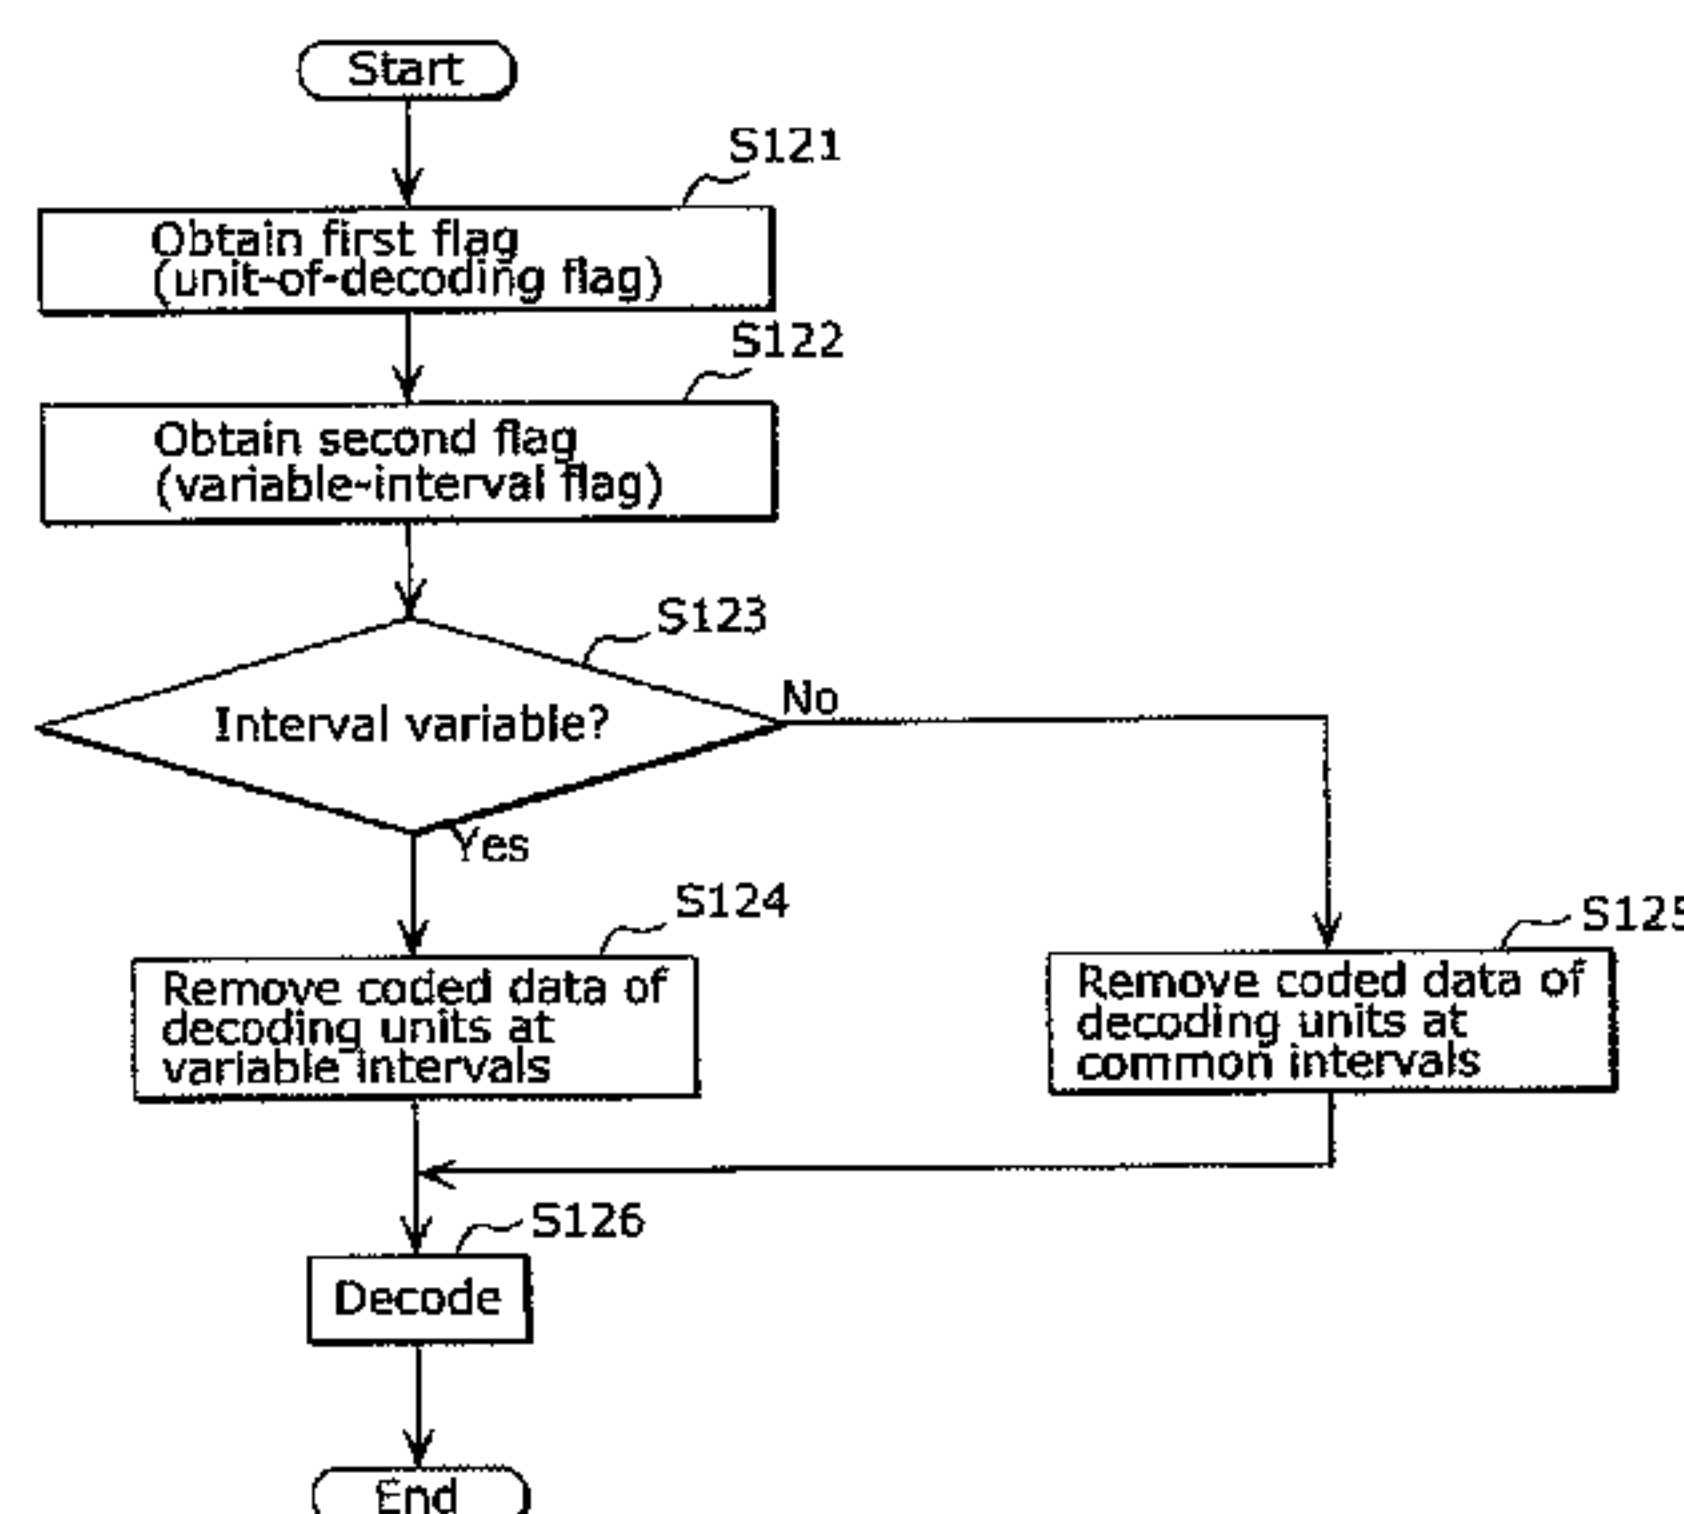 Start
S121
Obtain first flag
(unit-of-decoding flag)
S122
Obtain second flag
(variable-interval flag)
S123
Interval variable?
No
Yes
S124
Remove coded data of
decoding units at
variable intervals
S125
Remove coded data of
decoding units at
common intervals
S126
Decode
End